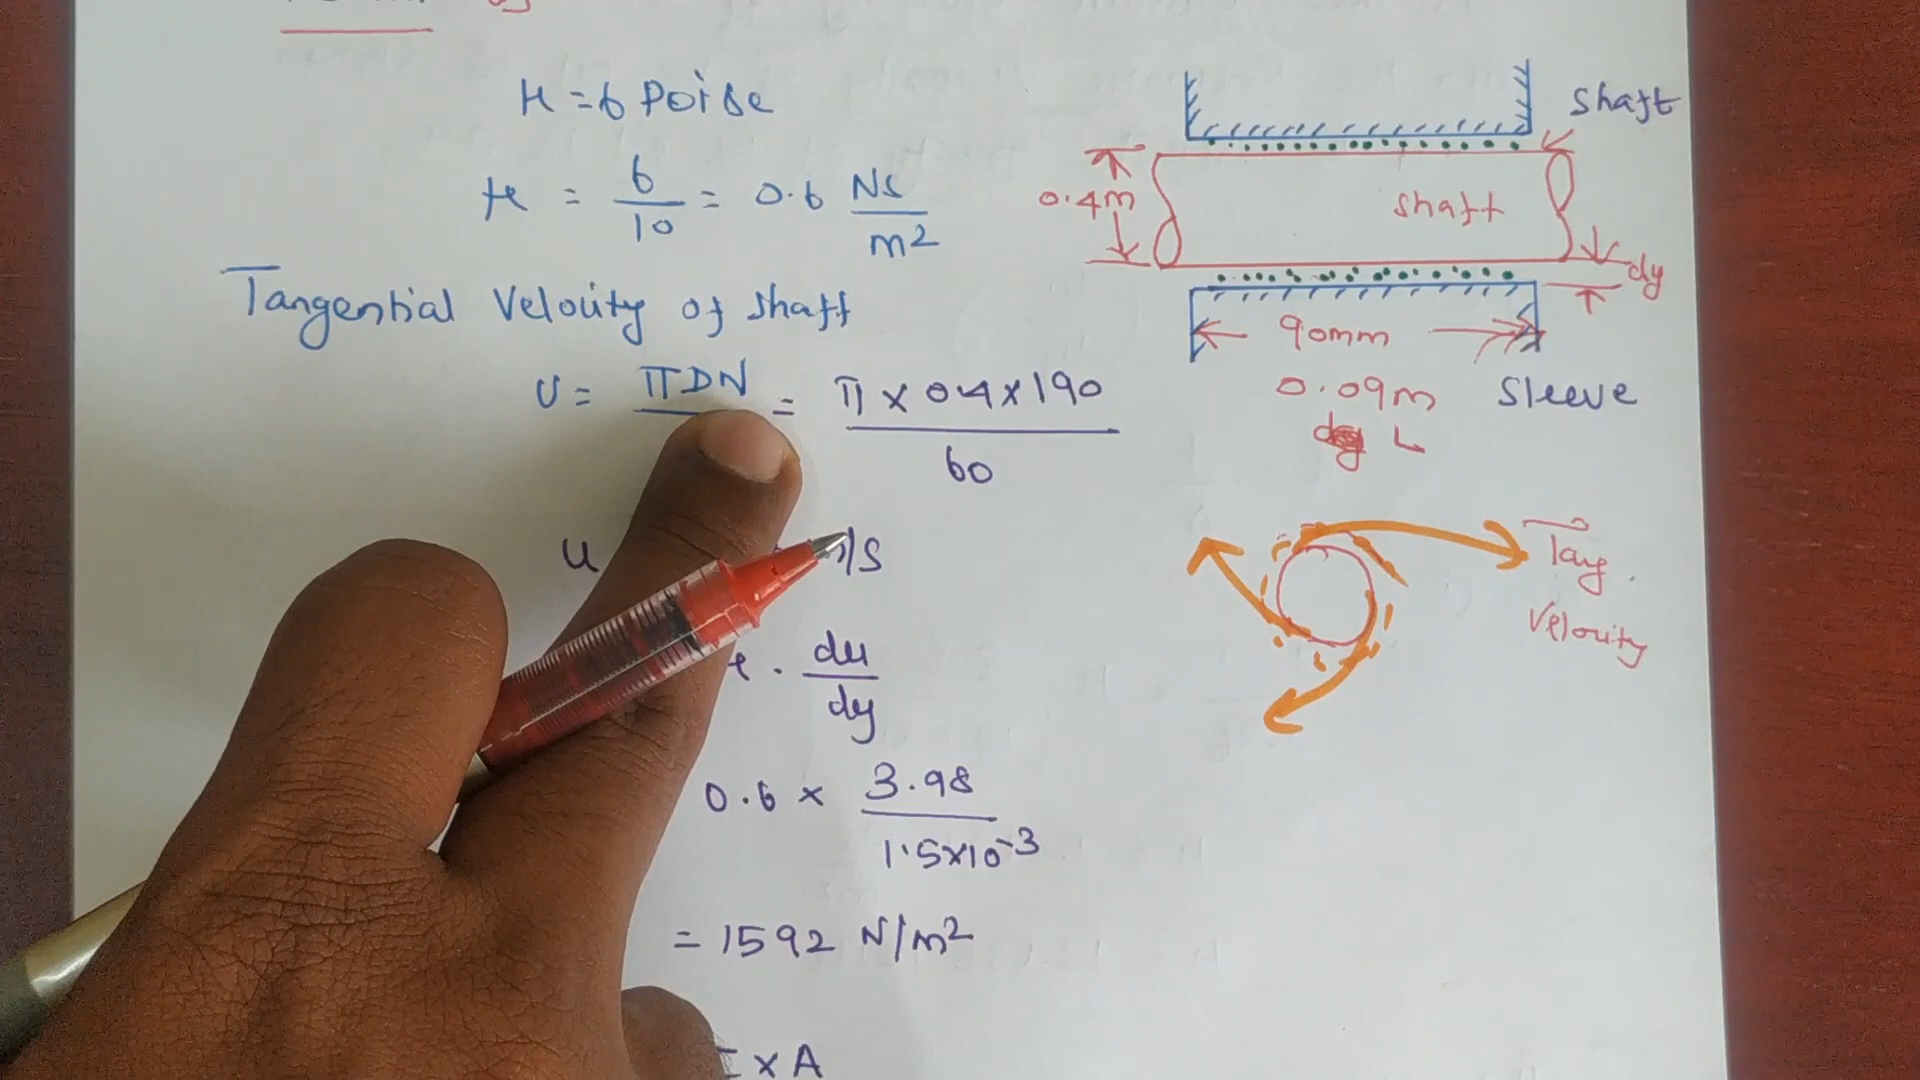 μ = 6 Poise
μ = 6/10 = 0.6 Ns/m2
Tangential Velocity of shaft
U = πDN = π × 0.4 × 190 / 60
u /s
. du/dy
0.6 × 3.98 / 1.5×10-3
= 1592 N/m2
× A
shaft
0.4m
shaft
dy
90mm
0.09m
sleeve
L
Tang.
Velocity